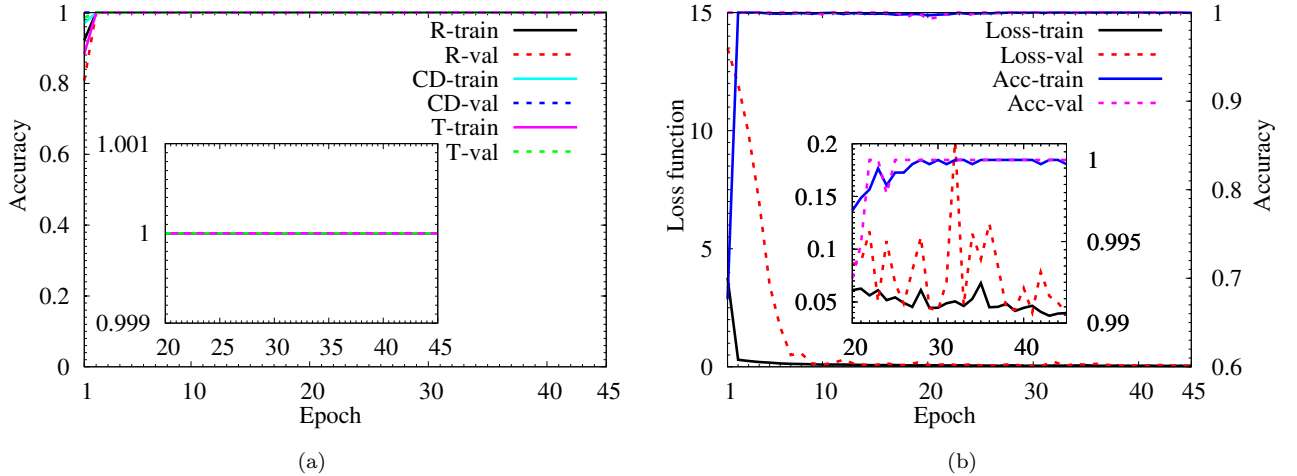 1
0.8
0.6
0.4
0.2
0
Accuracy
1 10 20 30 40 45
Epoch
R-train
R-val
CD-train
CD-val
T-train
T-val
1.001
1
0.999
20 25 30 35 40 45
(a)
15
10
5
0
Loss function
1 10 20 30 40 45
Epoch
1
0.9
0.8
0.7
0.6
Accuracy
Loss-train
Loss-val
Acc-train
Acc-val
0.2
0.15
0.1
0.05
20 30 40
1
0.995
0.99
(b)